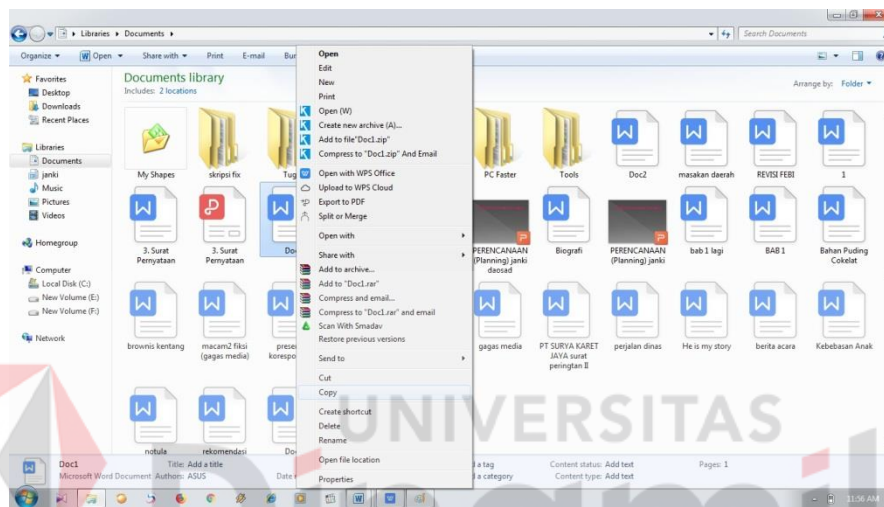 Libraries ▸ Documents ▸
Search Documents
Organize
Open
Share with
Print
E-mail
Documents library
Includes: 2 locations
Arrange by: Folder
Favorites
Desktop
Downloads
Recent Places
Libraries
Documents
janki
Music
Pictures
Videos
Homegroup
Computer
Local Disk (C:)
New Volume (E:)
New Volume (F:)
Network
My Shapes
skripsi fix
Tug
PC Faster
Tools
Doc2
masakan daerah
REVISI FEBI
1
3. Surat
Pernyataan
3. Surat
Pernyataan
Do
PERENCANAAN
(Planning) janki
daosad
Biografi
PERENCANAAN
(Planning) janki
bab 1 lagi
BAB 1
Bahan Puding
Cokelat
brownis kentang
macam2 fiksi
(gagas media)
prese
korespo
gagas media
PT SURYA KARET
JAYA surat
peringtan II
perjalan dinas
He is my story
berita acara
Kebebasan Anak
notula
rekomendasi
Do
Open
Edit
New
Print
Open (W)
Create new archive (A)...
Add to file"Doc1.zip"
Compress to "Doc1.zip" And Email
Open with WPS Office
Upload to WPS Cloud
Export to PDF
Split or Merge
Open with
Share with
Add to archive...
Add to "Doc1.rar"
Compress and email...
Compress to "Doc1.rar" and email
Scan With Smadav
Restore previous versions
Send to
Cut
Copy
Create shortcut
Delete
Rename
Open file location
Properties
UNIVERSITAS
Doc1
Title: Add a title
Microsoft Word Document
Authors: ASUS
a tag
d a category
Content status: Add text
Content type: Add text
Pages: 1
11:56 AM